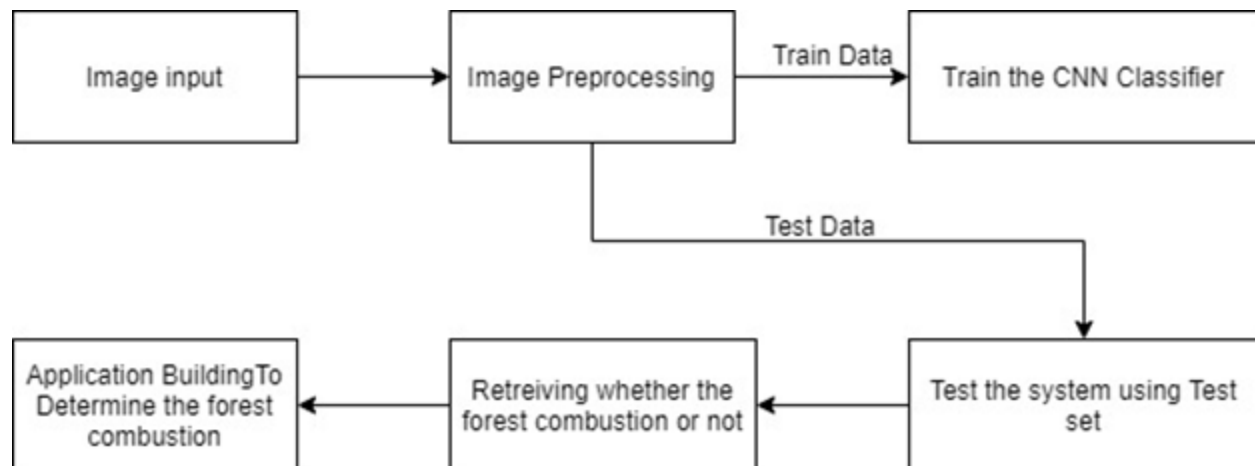 Image input
Image Preprocessing
Train Data
Train the CNN Classifier
Test Data
Application BuildingTo
Determine the forest
combustion
Retreiving whether the
forest combustion or not
Test the system using Test
set